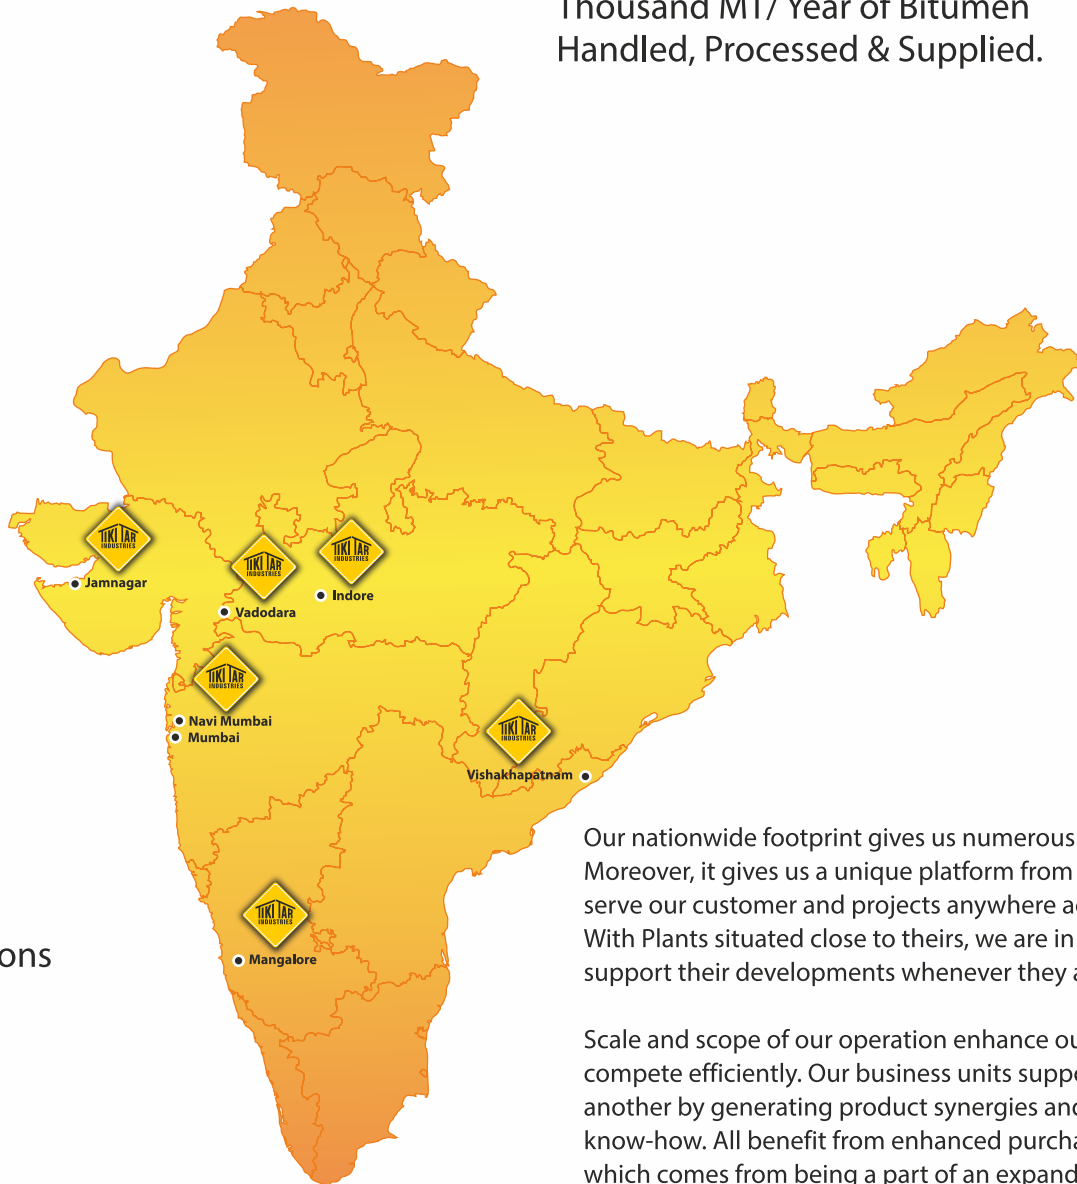 Thousand MT/ Year of Bitumen
Handled, Processed & Supplied.
TIKI TAR
INDUSTRIES
Jamnagar
TIKI TAR
INDUSTRIES
Vadodara
TIKI TAR
INDUSTRIES
Indore
TIKI TAR
INDUSTRIES
Navi Mumbai
Mumbai
TIKI TAR
INDUSTRIES
Vishakhapatnam
TIKI TAR
INDUSTRIES
Mangalore
ons
Our nationwide footprint gives us numerous
Moreover, it gives us a unique platform from
serve our customer and projects anywhere a
With Plants situated close to theirs, we are in
support their developments whenever they a
Scale and scope of our operation enhance ou
compete efficiently. Our business units suppo
another by generating product synergies and
know-how. All benefit from enhanced purcha
which comes from being a part of an expand